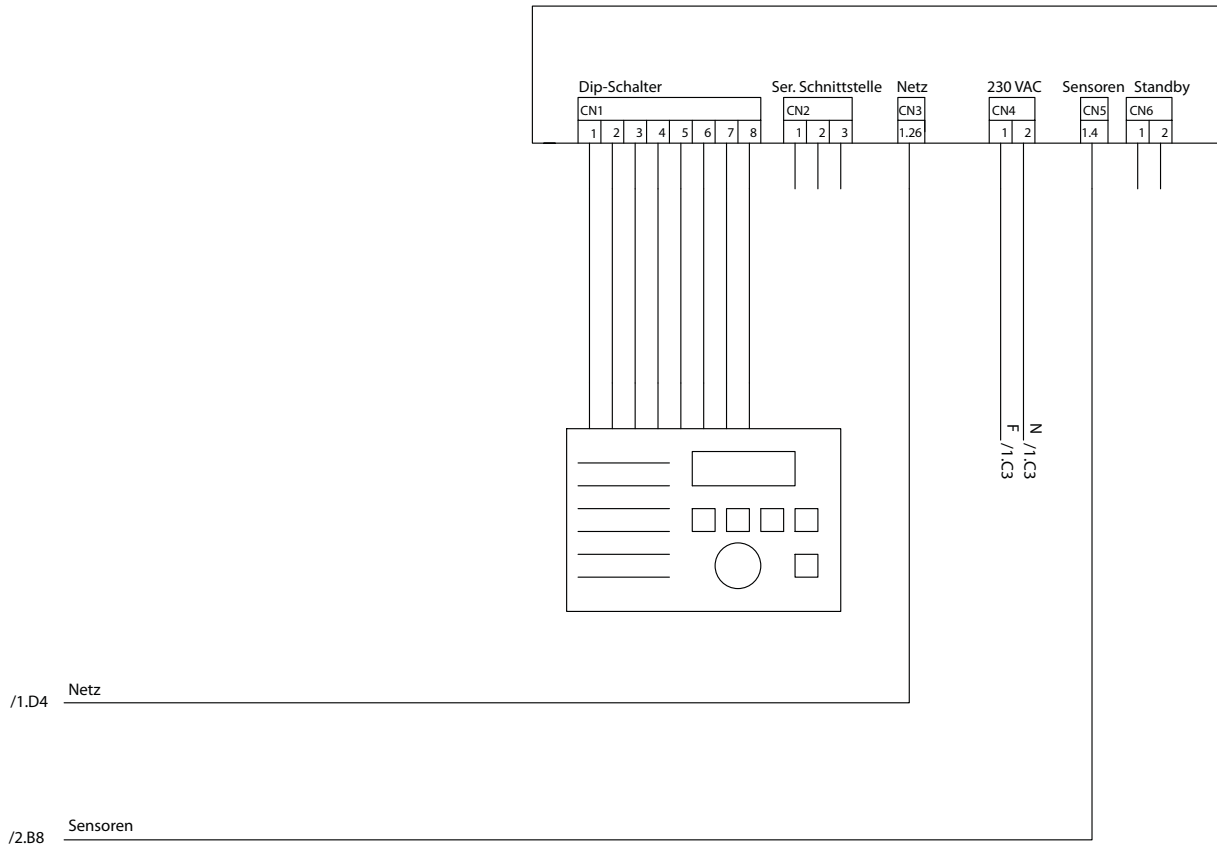 Dip-Schalter Ser. Schnittstelle Netz 230 VAC Sensoren Standby
CN1 CN2 CN3 CN4 CN5 CN6
1 2 3 4 5 6 7 8 1 2 3 1.26 1 2 1.4 1 2
N /1.C3
F /1.C3
Netz
/1.D4
Sensoren
/2.B8